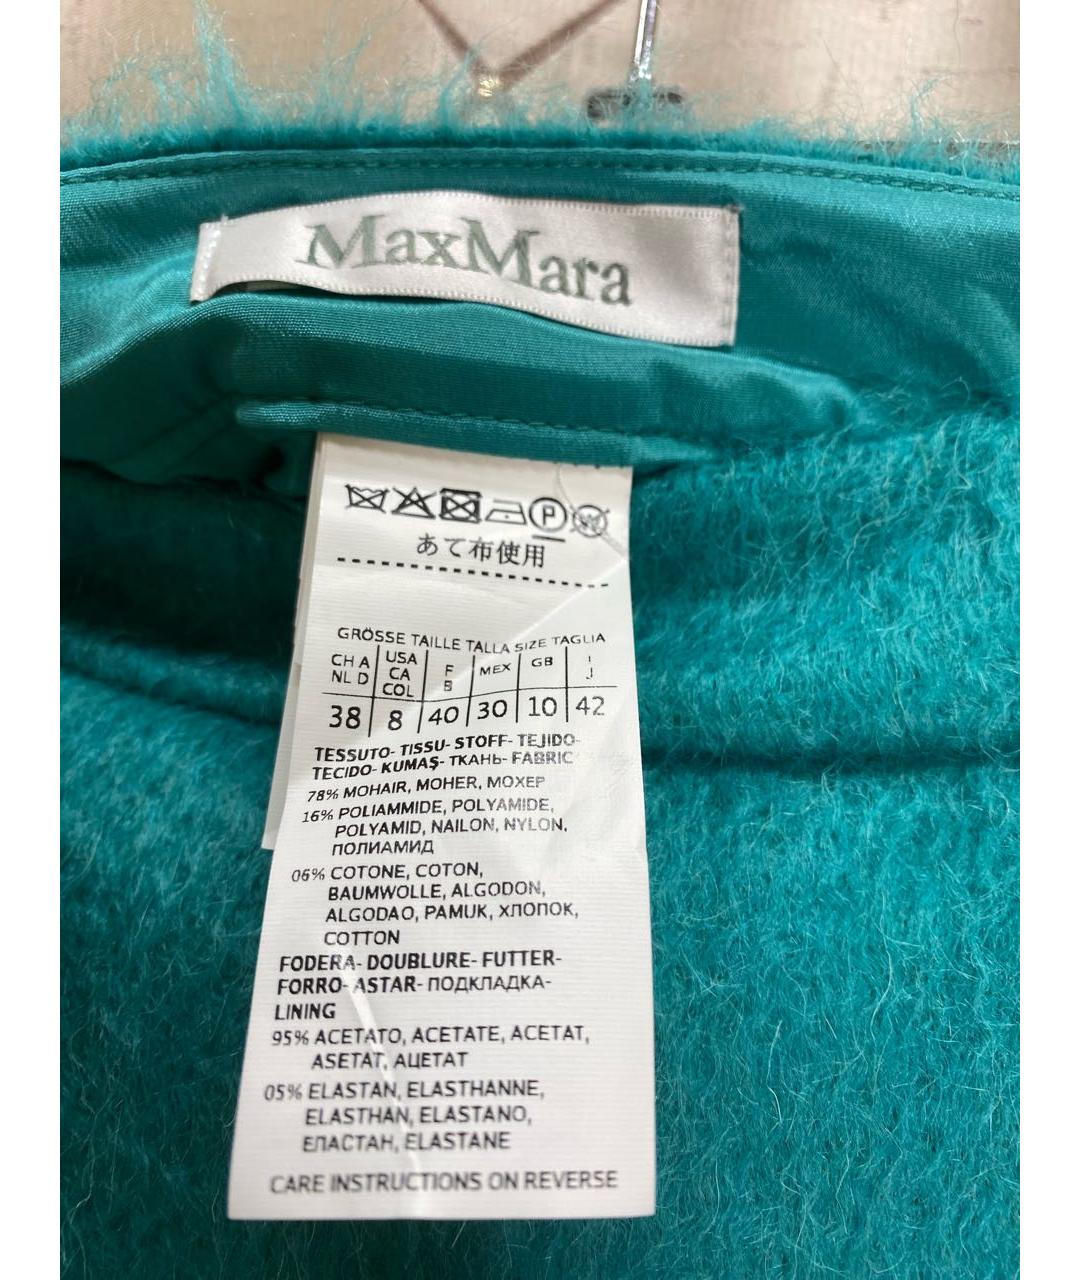 MaxMara
P W
あて布使用
GRÖSSE TAILLE TALLA SIZE TAGLIA
CH A USA F MEX GB I
NL D CA B J
COL
38 8 40 30 10 42
TESSUTO- TISSU- STOFF- TEJIDO-
TECIDO- KUMAŞ- ТКАНЬ- FABRIC
78% MOHAIR, MOHER, МОХЕР
16% POLIAMMIDE, POLYAMIDE,
POLYAMID, NAILON, NYLON,
ПОЛИАМИД
06% COTONE, COTON,
BAUMWOLLE, ALGODON,
ALGODAO, PAMUK, ХЛОПОК,
COTTON
FODERA- DOUBLURE- FUTTER-
FORRO- ASTAR- ПОДКЛАДКА-
LINING
95% ACETATO, ACETATE, ACETAT,
ASETAT, АЦЕТАТ
05% ELASTAN, ELASTHANNE,
ELASTHAN, ELASTANO,
ЕЛАСТАН, ELASTANE
CARE INSTRUCTIONS ON REVERSE